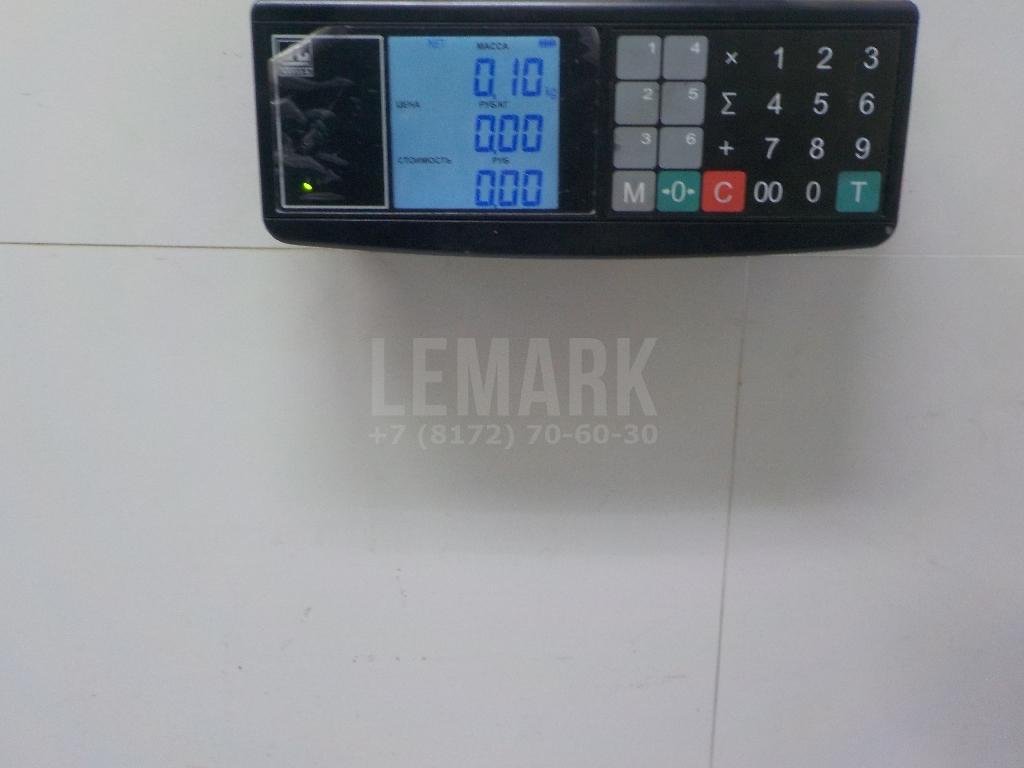 NET МАССА
0,10 kg
ЦЕНА РУБ/КГ
0,00
СТОИМОСТЬ РУБ
0,00
1 4 × 1 2 3
2 5 Σ 4 5 6
3 6 + 7 8 9
M →0← C 00 0 T
LEMARK
+7 (8172) 70-60-30